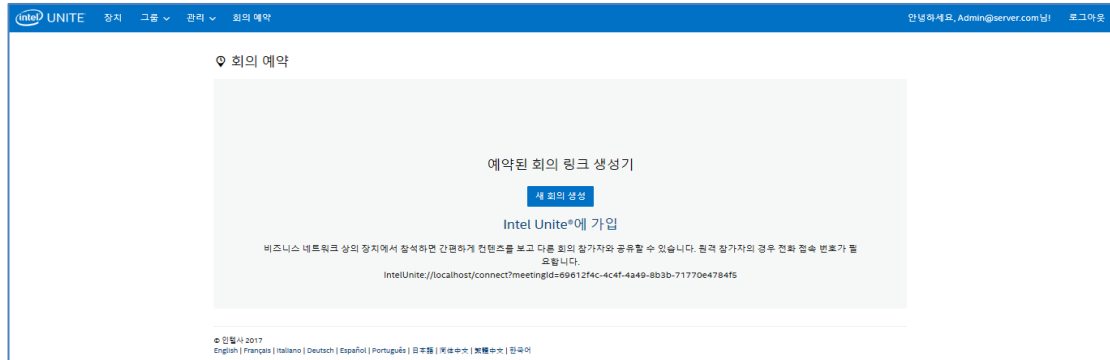 intel UNITE 장치 그룹 관리 회의 예약 안녕하세요, Admin@server.com님! 로그아웃
회의 예약
예약된 회의 링크 생성기
새 회의 생성
Intel Unite®에 가입
비즈니스 네트워크 상의 장치에서 참석하면 간편하게 컨텐츠를 보고 다른 회의 참가자와 공유할 수 있습니다. 원격 참가자의 경우 전화 접속 번호가 필
요합니다.
IntelUnite://localhost/connect?meetingId=69612f4c-4c4f-4a49-8b3b-71770e4784f5
© 인텔사 2017
English | Français | Italiano | Deutsch | Español | Português | 日本語 | 简体中文 | 繁體中文 | 한국어